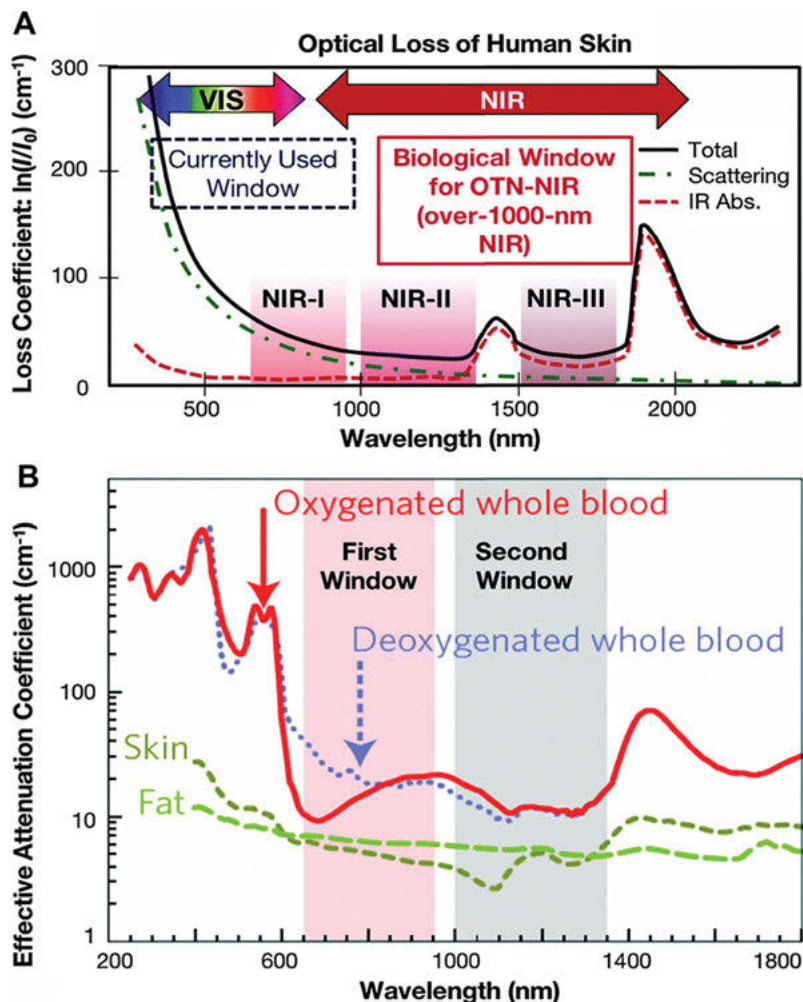 A
Optical Loss of Human Skin
Loss Coefficient: ln(I/I₀) (cm⁻¹)
300
200
100
0
VIS
NIR
Currently Used
Window
Biological Window
for OTN-NIR
(over-1000-nm
NIR)
Total
Scattering
IR Abs.
NIR-I
NIR-II
NIR-III
500
1000
1500
2000
Wavelength (nm)
B
Effective Attenuation Coefficient (cm⁻¹)
1000
100
10
1
Oxygenated whole blood
First
Window
Second
Window
Deoxygenated whole blood
Skin
Fat
200
600
1000
1400
1800
Wavelength (nm)